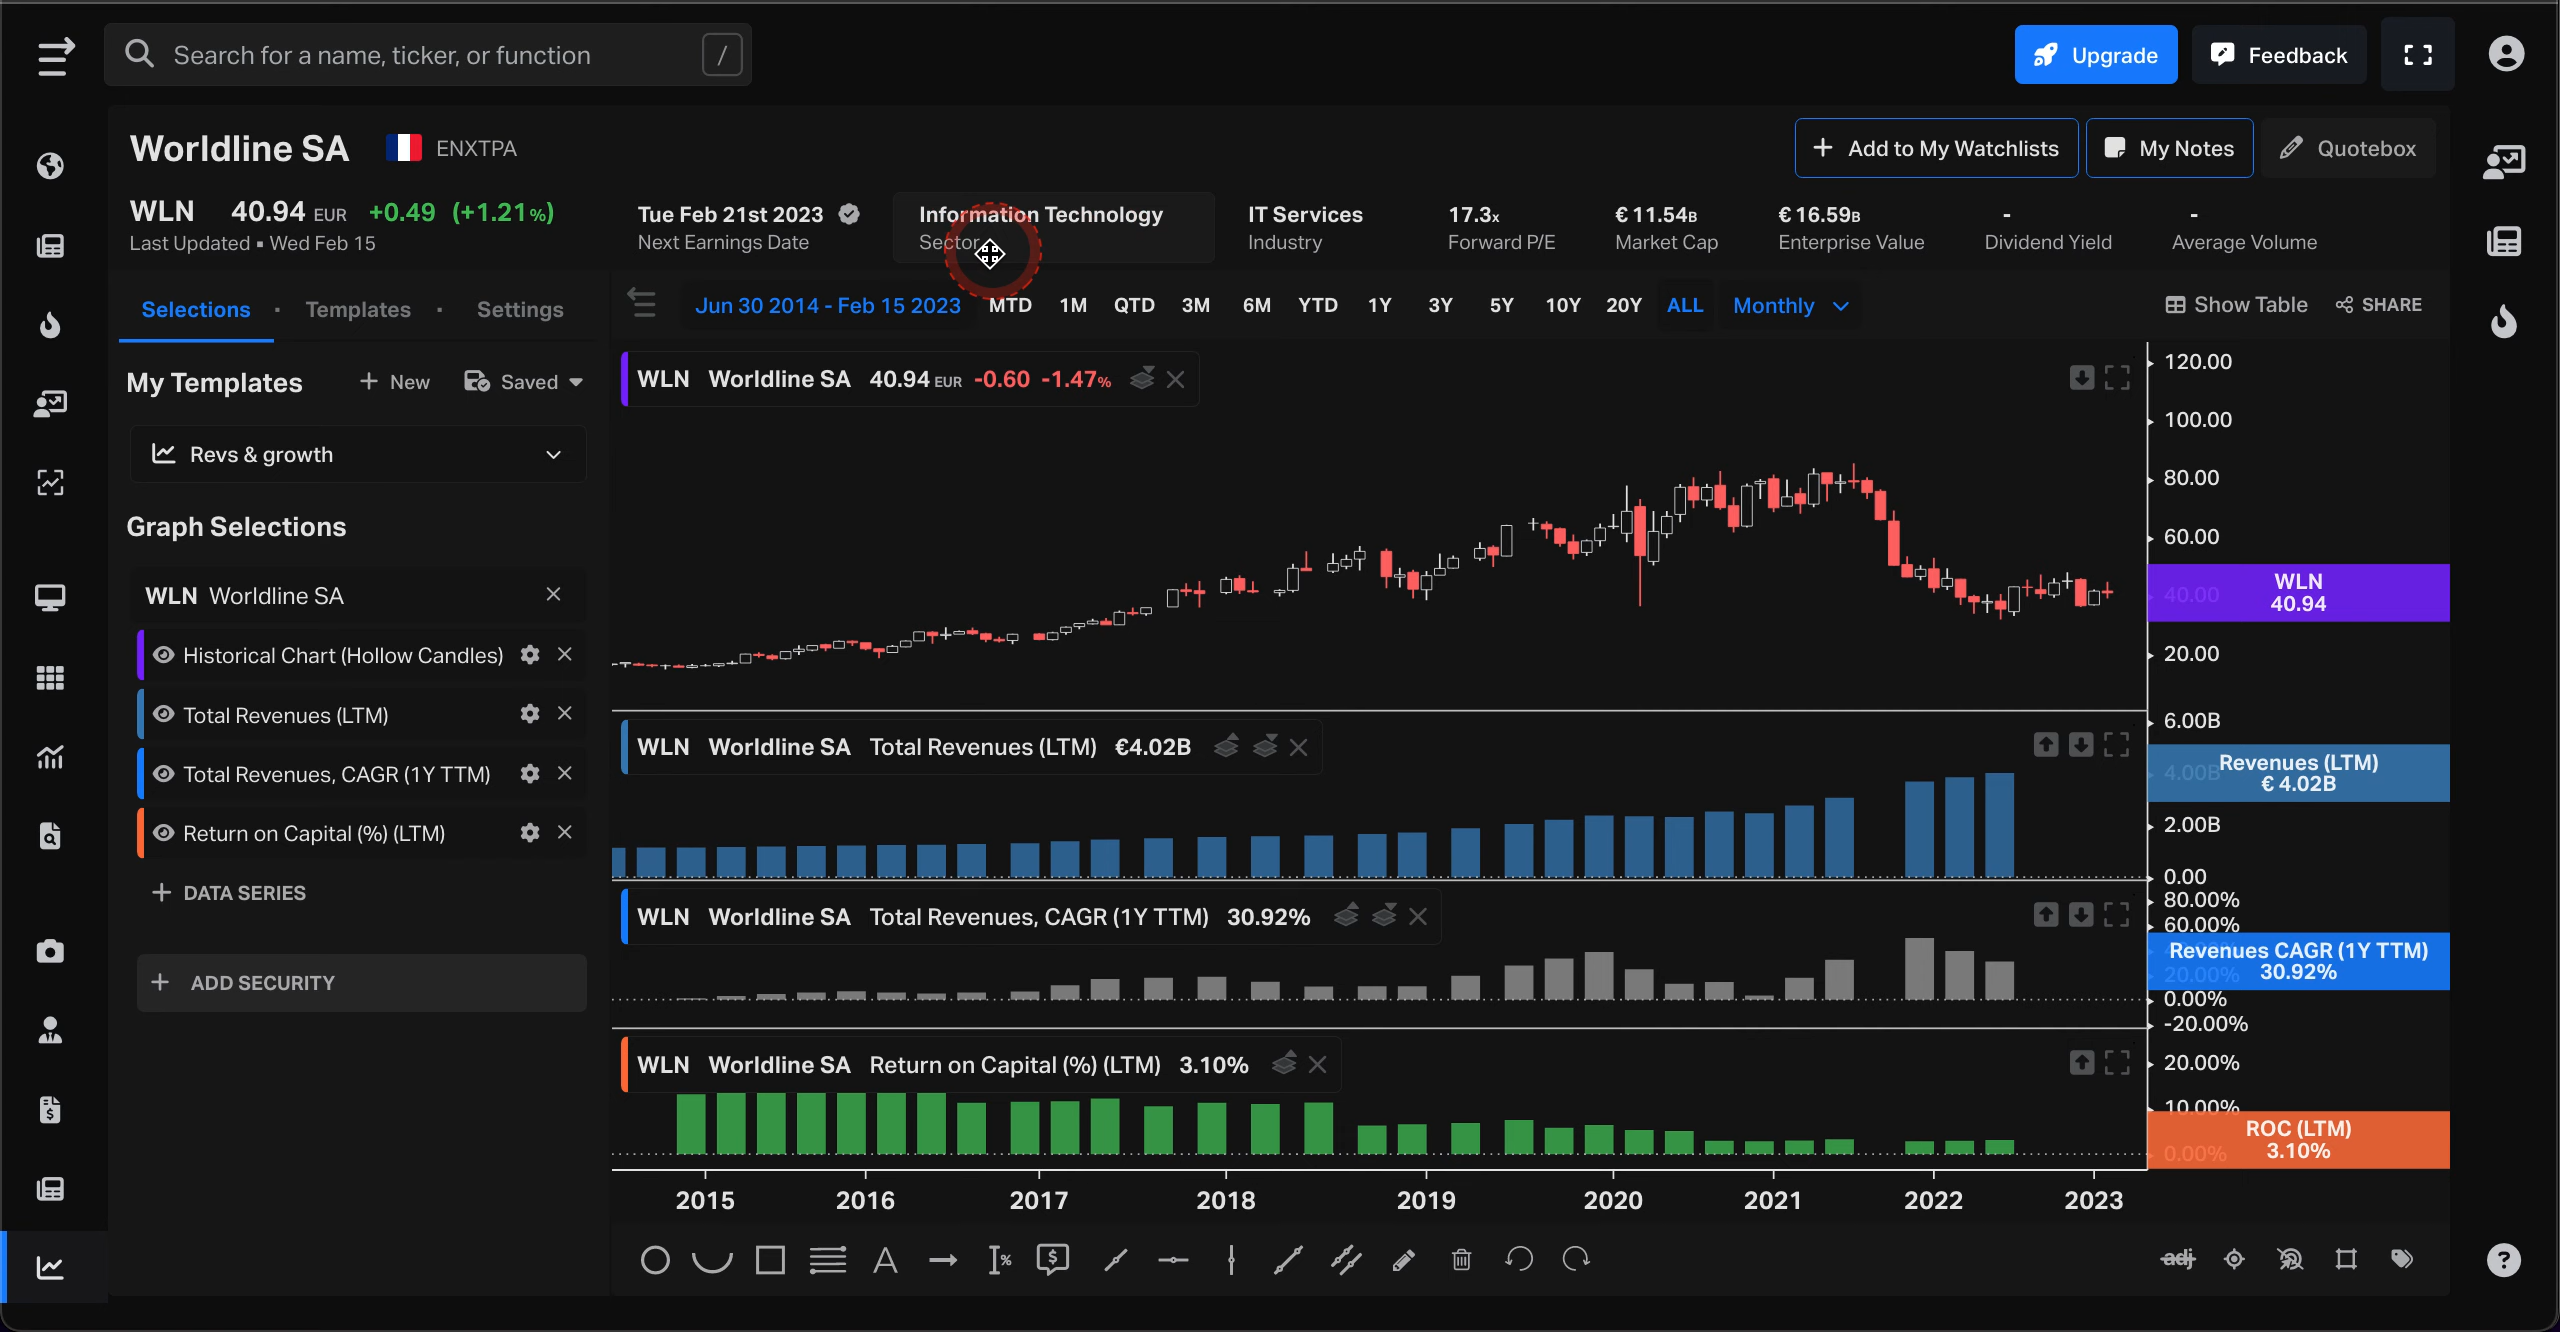 Search for a name, ticker, or function /
Upgrade
Feedback
Worldline SA ENXTPA
+ Add to My Watchlists
My Notes
Quotebox
WLN 40.94 EUR +0.49 (+1.21%)
Last Updated ▪ Wed Feb 15
Tue Feb 21st 2023
Next Earnings Date
Information Technology
Sector
IT Services
Industry
17.3x
Forward P/E
€ 11.54B
Market Cap
€ 16.59B
Enterprise Value
-
Dividend Yield
-
Average Volume
Selections · Templates · Settings
Jun 30 2014 - Feb 15 2023 MTD 1M QTD 3M 6M YTD 1Y 3Y 5Y 10Y 20Y ALL Monthly
Show Table
SHARE
My Templates + New Saved
Revs & growth
Graph Selections
WLN Worldline SA
Historical Chart (Hollow Candles)
Total Revenues (LTM)
Total Revenues, CAGR (1Y TTM)
Return on Capital (%) (LTM)
+ DATA SERIES
+ ADD SECURITY
WLN Worldline SA 40.94 EUR -0.60 -1.47%
120.00
100.00
80.00
60.00
40.00
WLN
40.94
20.00
WLN Worldline SA Total Revenues (LTM) €4.02B
6.00B
4.00B
Revenues (LTM)
€ 4.02B
2.00B
0.00
WLN Worldline SA Total Revenues, CAGR (1Y TTM) 30.92%
80.00%
60.00%
Revenues CAGR (1Y TTM)
20.00%
30.92%
0.00%
-20.00%
WLN Worldline SA Return on Capital (%) (LTM) 3.10%
20.00%
10.00%
ROC (LTM)
3.10%
0.00%
2015 2016 2017 2018 2019 2020 2021 2022 2023
A
%
$
adj
?